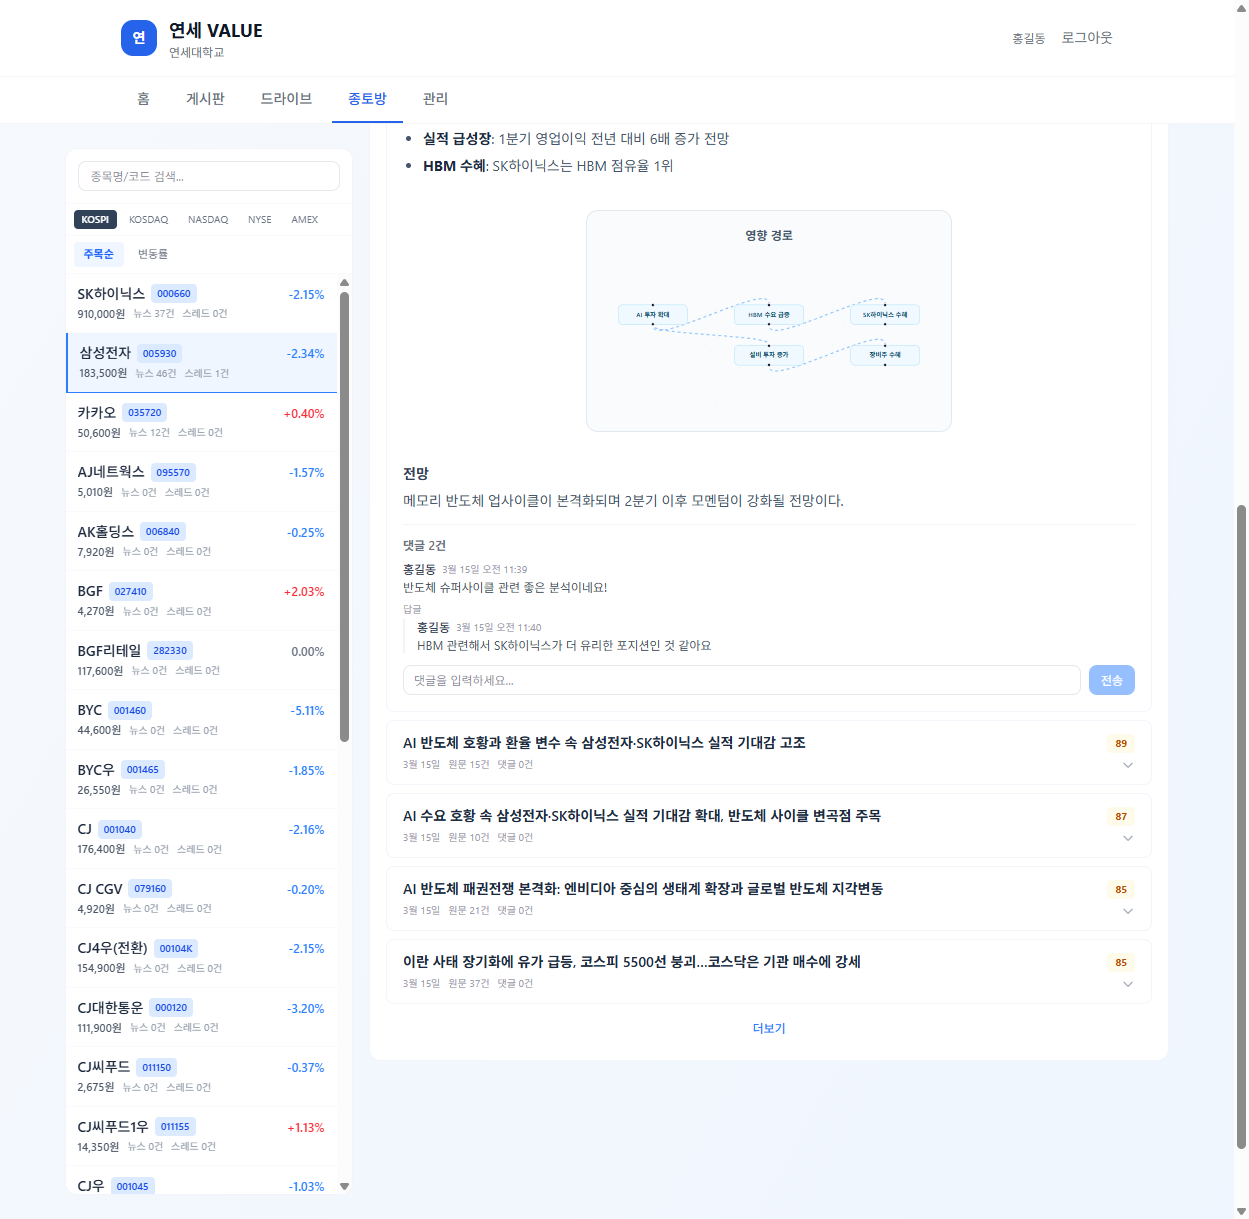 연
연세 VALUE
연세대학교
홍길동
로그아웃
홈
게시판
드라이브
종토방
관리
종목명/코드 검색...
KOSPI
KOSDAQ
NASDAQ
NYSE
AMEX
주목순
변동률
SK하이닉스 000660 -2.15%
910,000원 뉴스 37건 스레드 0건
삼성전자 005930 -2.34%
183,500원 뉴스 46건 스레드 1건
카카오 035720 +0.40%
50,600원 뉴스 12건 스레드 0건
AJ네트웍스 095570 -1.57%
5,010원 뉴스 0건 스레드 0건
AK홀딩스 006840 -0.25%
7,920원 뉴스 0건 스레드 0건
BGF 027410 +2.03%
4,270원 뉴스 0건 스레드 0건
BGF리테일 282330 0.00%
117,600원 뉴스 0건 스레드 0건
BYC 001460 -5.11%
44,600원 뉴스 0건 스레드 0건
BYC우 001465 -1.85%
26,550원 뉴스 0건 스레드 0건
CJ 001040 -2.16%
176,400원 뉴스 0건 스레드 0건
CJ CGV 079160 -0.20%
4,920원 뉴스 0건 스레드 0건
CJ4우(전환) 00104K -2.15%
154,900원 뉴스 0건 스레드 0건
CJ대한통운 000120 -3.20%
111,900원 뉴스 0건 스레드 0건
CJ씨푸드 011150 -0.37%
2,675원 뉴스 0건 스레드 0건
CJ씨푸드1우 011155 +1.13%
14,350원 뉴스 0건 스레드 0건
CJ우 001045 -1.03%
실적 급성장: 1분기 영업이익 전년 대비 6배 증가 전망
HBM 수혜: SK하이닉스는 HBM 점유율 1위
영향 경로
AI 투자 확대
HBM 수요 급증
SK하이닉스 수혜
설비 투자 증가
장비주 수혜
전망
메모리 반도체 업사이클이 본격화되며 2분기 이후 모멘텀이 강화될 전망이다.
댓글 2건
홍길동 3월 15일 오전 11:39
반도체 슈퍼사이클 관련 좋은 분석이네요!
답글
홍길동 3월 15일 오전 11:40
HBM 관련해서 SK하이닉스가 더 유리한 포지션인 것 같아요
댓글을 입력하세요...
전송
AI 반도체 호황과 환율 변수 속 삼성전자·SK하이닉스 실적 기대감 고조 89
3월 15일 원문 15건 댓글 0건
AI 수요 호황 속 삼성전자·SK하이닉스 실적 기대감 확대, 반도체 사이클 변곡점 주목 87
3월 15일 원문 10건 댓글 0건
AI 반도체 패권전쟁 본격화: 엔비디아 중심의 생태계 확장과 글로벌 반도체 지각변동 85
3월 15일 원문 21건 댓글 0건
이란 사태 장기화에 유가 급등, 코스피 5500선 붕괴…코스닥은 기관 매수에 강세 85
3월 15일 원문 37건 댓글 0건
더보기